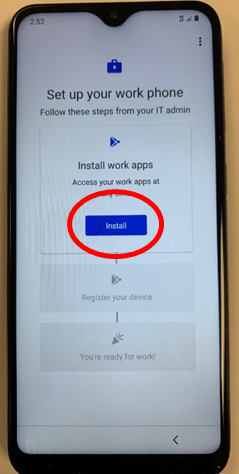 2:52
Set up your work phone
Follow these steps from your IT admin
Install work apps
Access your work apps at
Install
Register your device
You're ready for work!